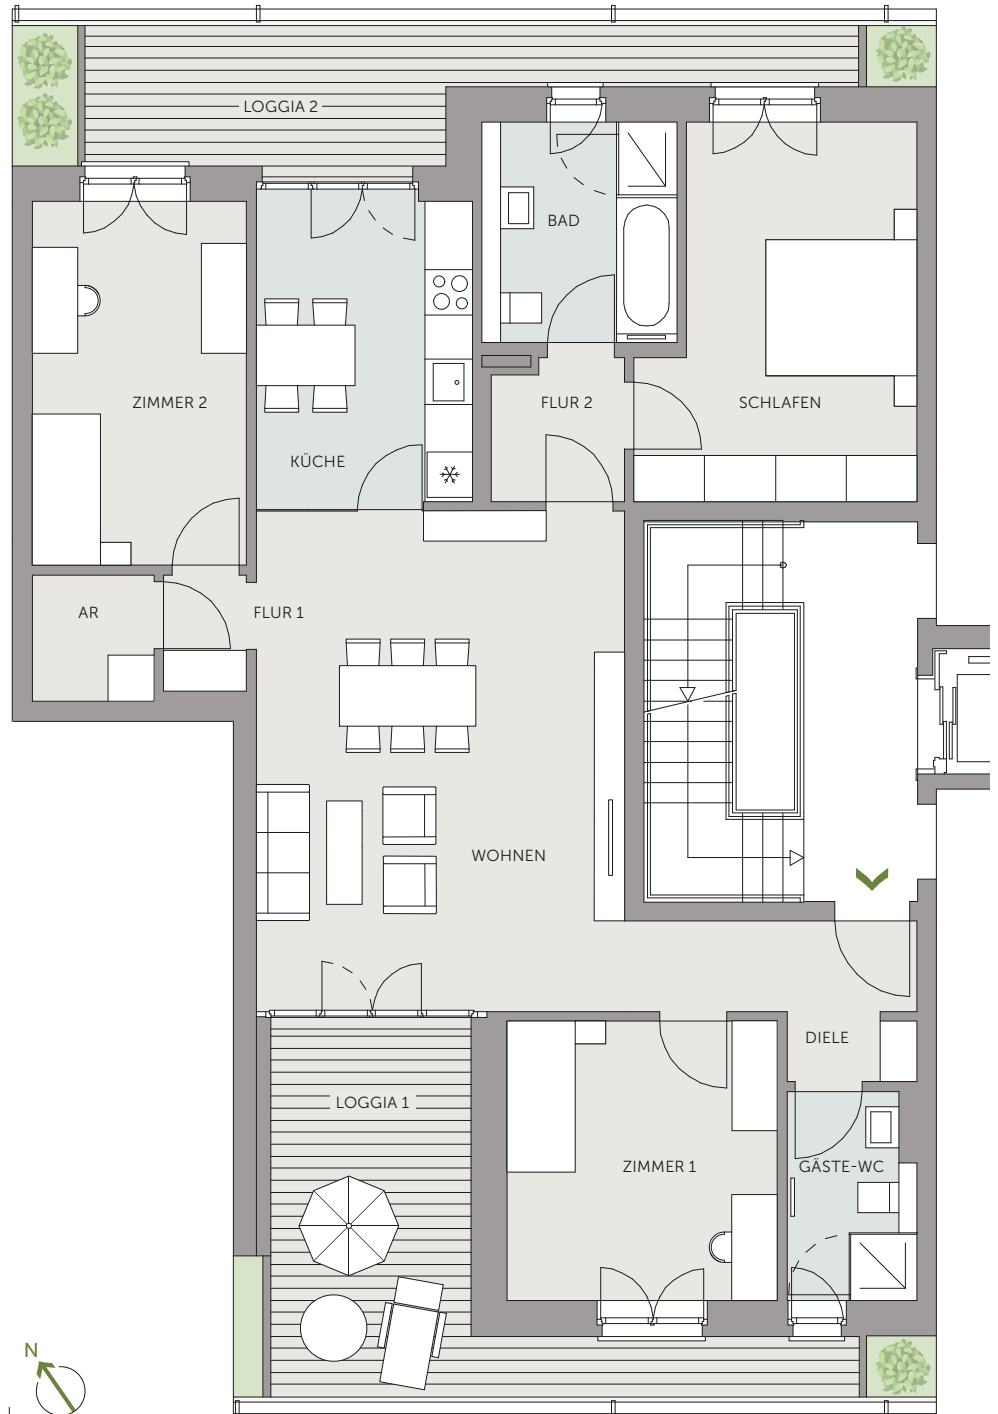 LOGGIA 2
BAD
ZIMMER 2
FLUR 2
SCHLAFEN
KÜCHE
AR
FLUR 1
WOHNEN
DIELE
LOGGIA 1
ZIMMER 1
GÄSTE-WC
N